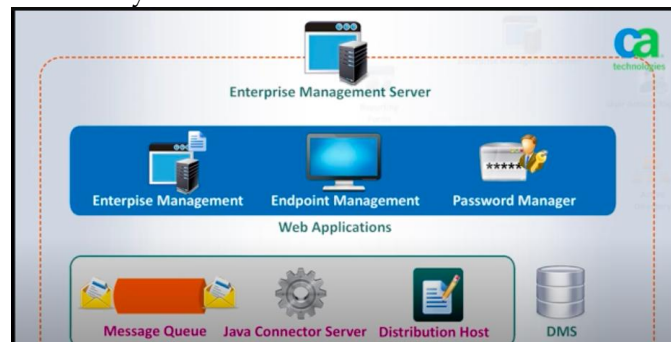 ca
technologies
Enterprise Management Server
*****
Enterpise Management
Endpoint Management
Password Manager
Web Applications
Message Queue
Java Connector Server
Distribution Host
DMS